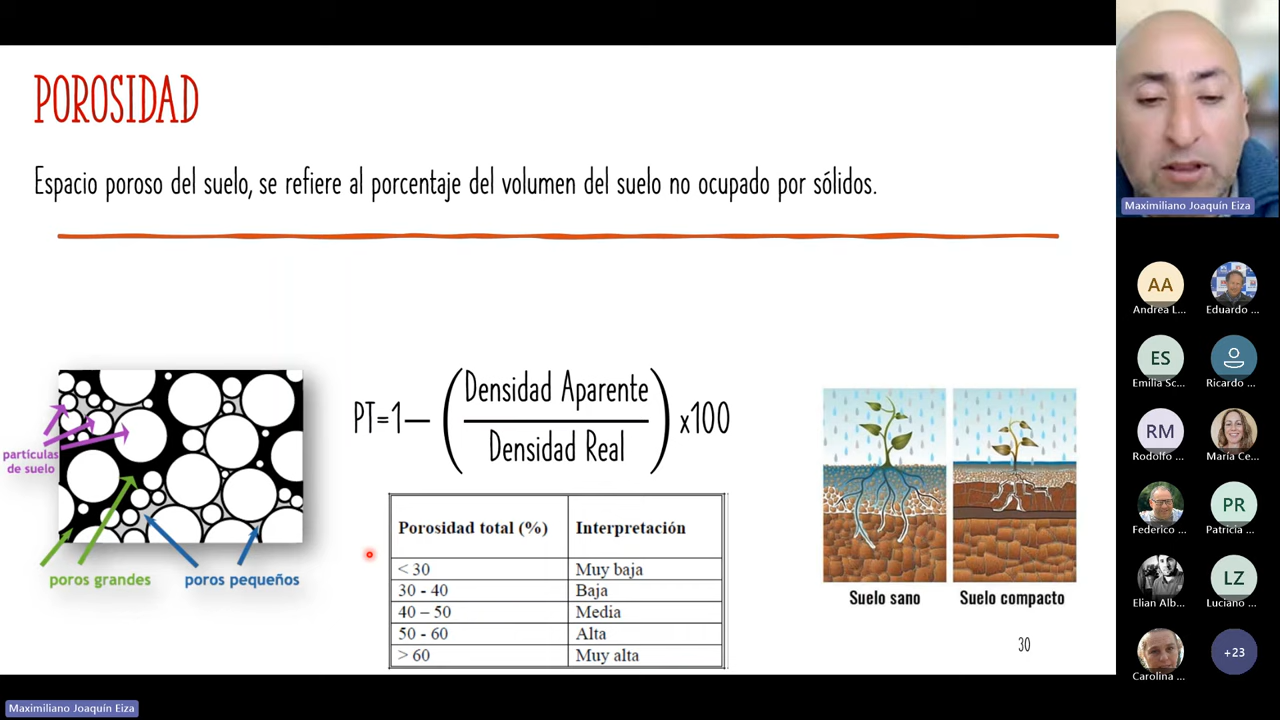 POROSIDAD
Espacio poroso del suelo, se refiere al porcentaje del volumen del suelo no ocupado por sólidos.
partículas
de suelo
poros grandes
poros pequeños
PT=1— (Densidad Aparente
Densidad Real) x100
Porosidad total (%) Interpretación
< 30 Muy baja
30 - 40 Baja
40 – 50 Media
50 - 60 Alta
> 60 Muy alta
Suelo sano
Suelo compacto
30
Maximiliano Joaquín Eiza
AA
Andrea L...
Eduardo ...
ES
Emilia Sc...
Ricardo ...
RM
Rodolfo ...
María Ce...
Federico ...
PR
Patricia ...
Elian Alb...
LZ
Luciano ...
Carolina ...
+23
Maximiliano Joaquín Eiza